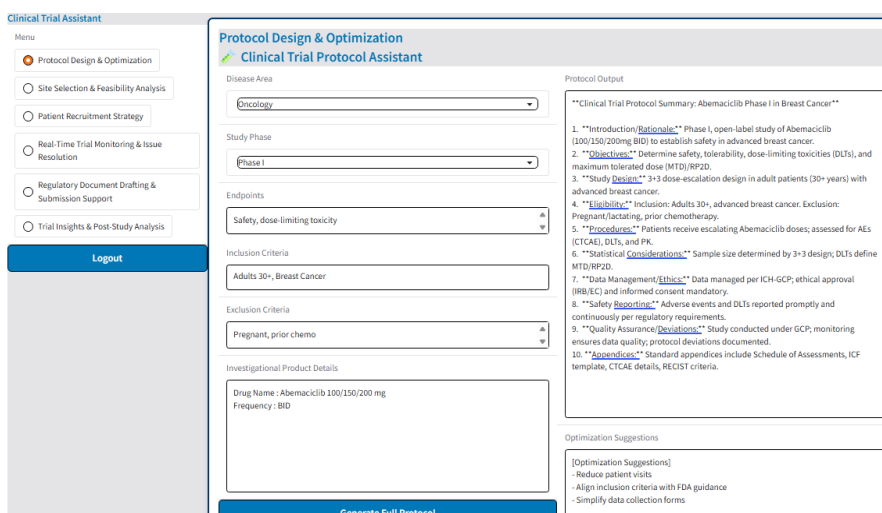 Clinical Trial Assistant
Menu
Protocol Design & Optimization
Site Selection & Feasibility Analysis
Patient Recruitment Strategy
Real-Time Trial Monitoring & Issue
Resolution
Regulatory Document Drafting &
Submission Support
Trial Insights & Post-Study Analysis
Logout
Protocol Design & Optimization
Clinical Trial Protocol Assistant
Disease Area
Oncology
Study Phase
Phase I
Endpoints
Safety, dose-limiting toxicity
Inclusion Criteria
Adults 30+, Breast Cancer
Exclusion Criteria
Pregnant, prior chemo
Investigational Product Details
Drug Name : Abemaciclib 100/150/200 mg
Frequency : BID
Generate Full Protocol
Protocol Output
**Clinical Trial Protocol Summary: Abemaciclib Phase I in Breast Cancer**
1. **Introduction/Rationale:** Phase I, open-label study of Abemaciclib
(100/150/200mg BID) to establish safety in advanced breast cancer.
2. **Objectives:** Determine safety, tolerability, dose-limiting toxicities (DLTs), and
maximum tolerated dose (MTD)/RP2D.
3. **Study Design:** 3+3 dose-escalation design in adult patients (30+ years) with
advanced breast cancer.
4. **Eligibility:** Inclusion: Adults 30+, advanced breast cancer. Exclusion:
Pregnant/lactating, prior chemotherapy.
5. **Procedures:** Patients receive escalating Abemaciclib doses; assessed for AEs
(CTCAE), DLTs, and PK.
6. **Statistical Considerations:** Sample size determined by 3+3 design; DLTs define
MTD/RP2D.
7. **Data Management/Ethics:** Data managed per ICH-GCP; ethical approval
(IRB/EC) and informed consent mandatory.
8. **Safety Reporting:** Adverse events and DLTs reported promptly and
continuously per regulatory requirements.
9. **Quality Assurance/Deviations:** Study conducted under GCP; monitoring
ensures data quality; protocol deviations documented.
10. **Appendices:** Standard appendices include Schedule of Assessments, ICF
template, CTCAE details, RECIST criteria.
Optimization Suggestions
[Optimization Suggestions]
- Reduce patient visits
- Align inclusion criteria with FDA guidance
- Simplify data collection forms